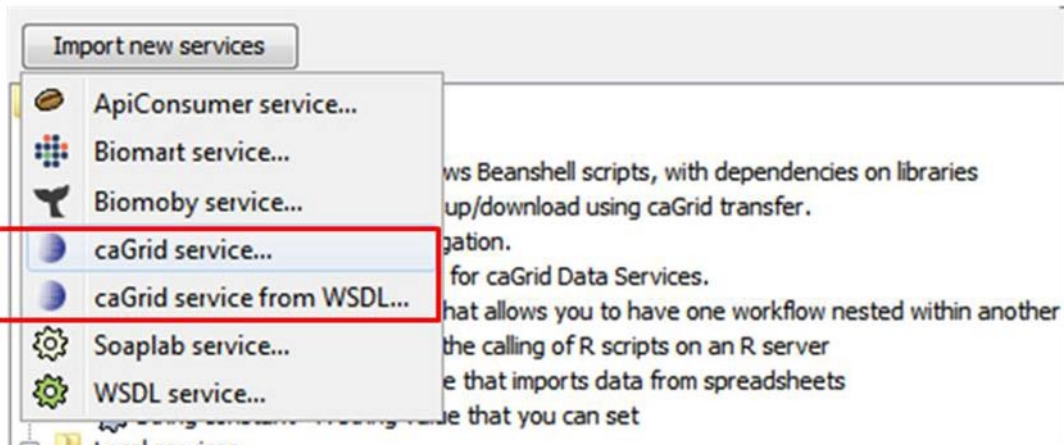 Import new services
ApiConsumer service...
Biomart service...
ws Beanshell scripts, with dependencies on libraries
Biomoby service...
up/download using caGrid transfer.
caGrid service...
gation.
for caGrid Data Services.
caGrid service from WSDL...
hat allows you to have one workflow nested within another
Soaplab service...
the calling of R scripts on an R server
e that imports data from spreadsheets
WSDL service...
ue that you can set